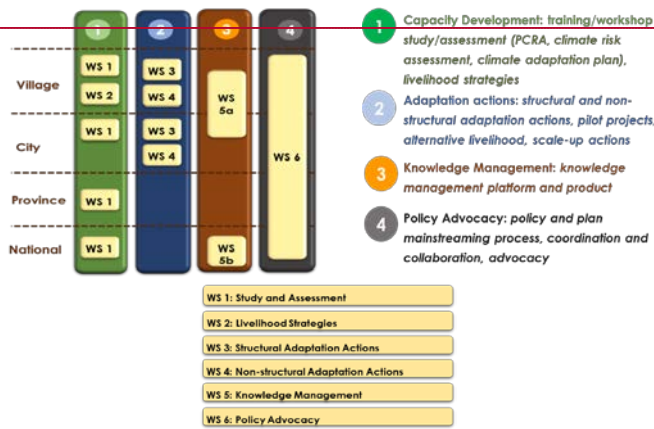 1 2 3 4
Village
City
Province
National
WS 1
WS 2
WS 1
WS 1
WS 1
WS 3
WS 4
WS 3
WS 4
WS
5a
WS
5b
WS 6
1 Capacity Development: training/workshop
study/assessment (PCRA, climate risk
assessment, climate adaptation plan),
livelihood strategies
2 Adaptation actions: structural and non-
structural adaptation actions, pilot projects,
alternative livelihood, scale-up actions
3 Knowledge Management: knowledge
management platform and product
4 Policy Advocacy: policy and plan
mainstreaming process, coordination and
collaboration, advocacy
WS 1: Study and Assessment
WS 2: Livelihood Strategies
WS 3: Structural Adaptation Actions
WS 4: Non-structural Adaptation Actions
WS 5: Knowledge Management
WS 6: Policy Advocacy